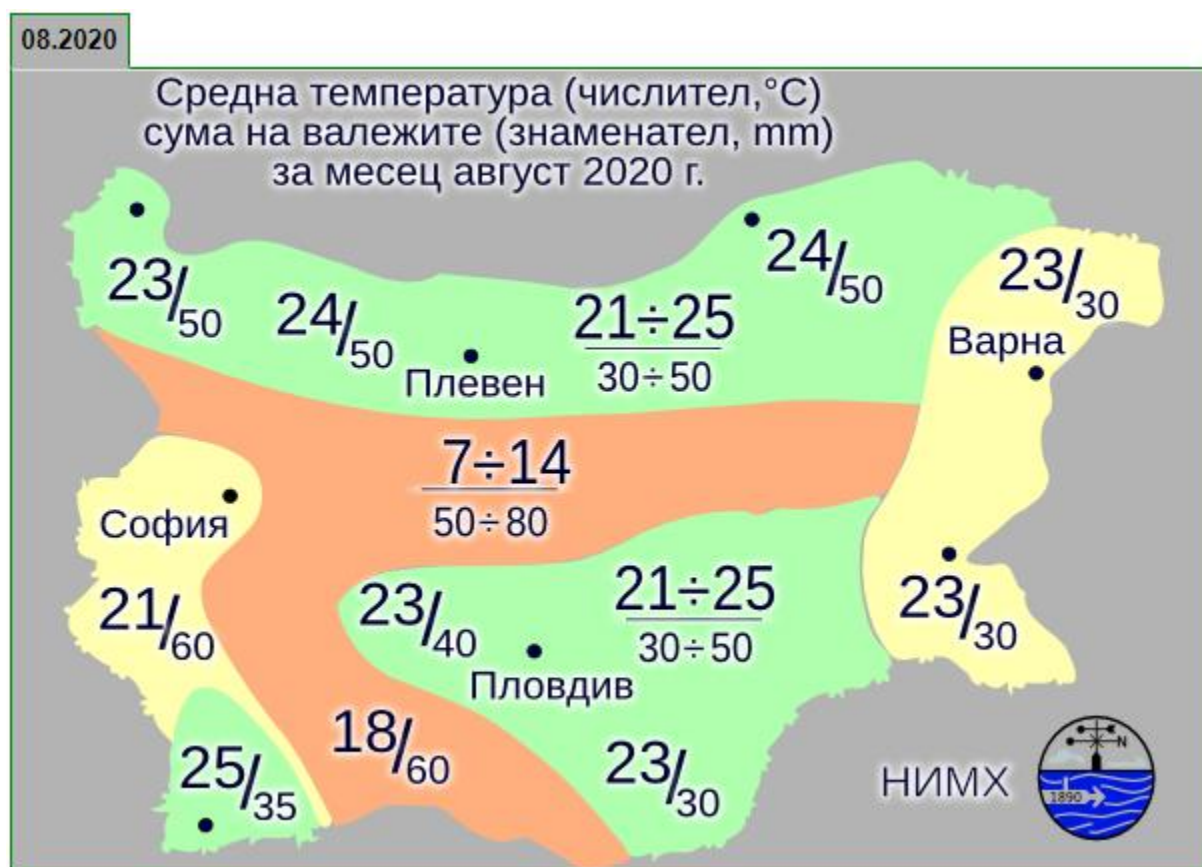 08.2020
Средна температура (числител,°C)
сума на валежите (знаменател, mm)
за месец август 2020 г.
23/50
24/50
Плевен
21÷25
30÷50
24/50
23/30
Варна
7÷14
50÷80
София
21/60
23/40
Пловдив
21÷25
30÷50
23/30
25/35
18/60
23/30
НИМХ
N
1890